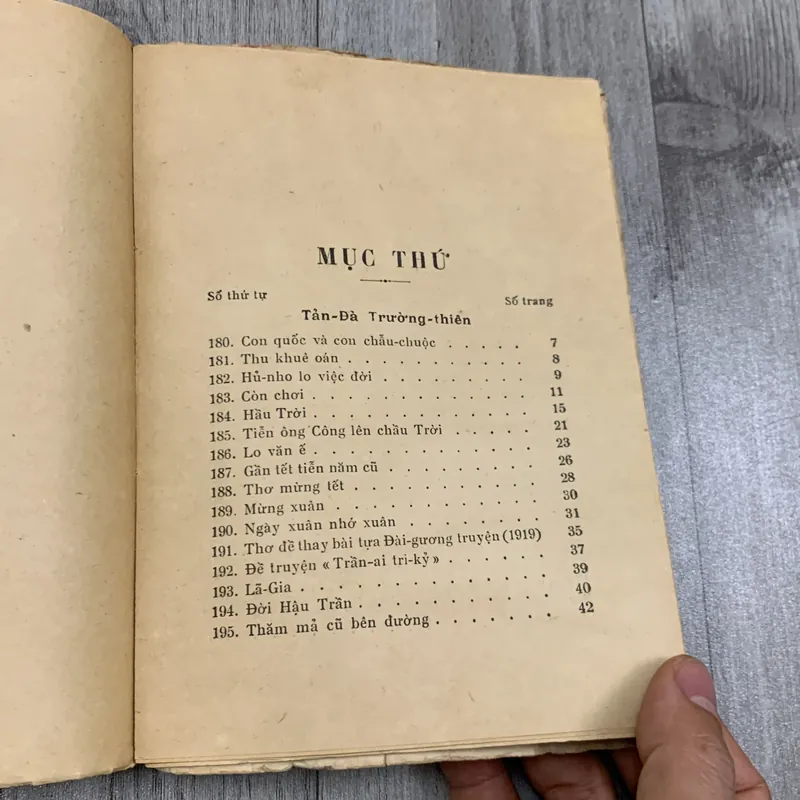 MỤC THỨ
Số thứ tự Số trang
Tản-Đà Trường-thiên
180. Con quốc và con chẫu-chuộc . . . . . 7
181. Thu khuê oán . . . . . . . . . . . 8
182. Hủ-nho lo việc đời . . . . . . . . . 9
183. Còn chơi . . . . . . . . . . . . 11
184. Hầu Trời . . . . . . . . . . . . 15
185. Tiễn ông Công lên chầu Trời . . . . . 21
186. Lo văn ế . . . . . . . . . . . . 23
187. Gần tết tiễn năm cũ . . . . . . . . 26
188. Thơ mừng tết . . . . . . . . . . 28
189. Mừng xuân . . . . . . . . . . . 30
190. Ngày xuân nhớ xuân . . . . . . . . 31
191. Thơ đề thay bài tựa Đài-gương truyện (1919) 35
192. Đề truyện « Trần-ai tri-kỷ » . . . . . . 37
193. Lã-Gia . . . . . . . . . . . . . 39
194. Đời Hậu Trần . . . . . . . . . . 40
195. Thăm mả cũ bên đường . . . . . . . 42